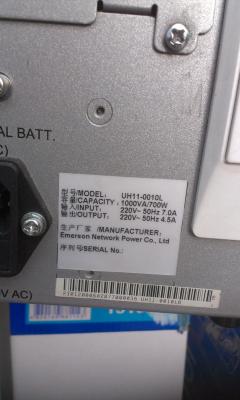 AL BATT.
C)
型号/MODEL: UH11-0010L
容量/CAPACITY: 1000VA/700W
输入/INPUT: 220V~ 50Hz 7.0A
输出/OUTPUT: 220V~ 50Hz 4.5A
生产厂家/MANUFACTURER:
Emerson Network Power Co., Ltd
序列号/SERIAL No.:
V AC)
UH11-0010L